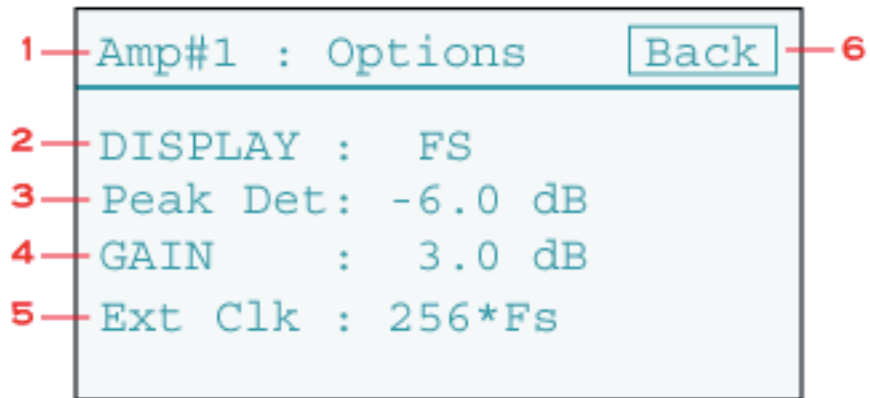 1 Amp#1 : Options Back 6
2 DISPLAY : FS
3 Peak Det: -6.0 dB
4 GAIN : 3.0 dB
5 Ext Clk : 256*Fs